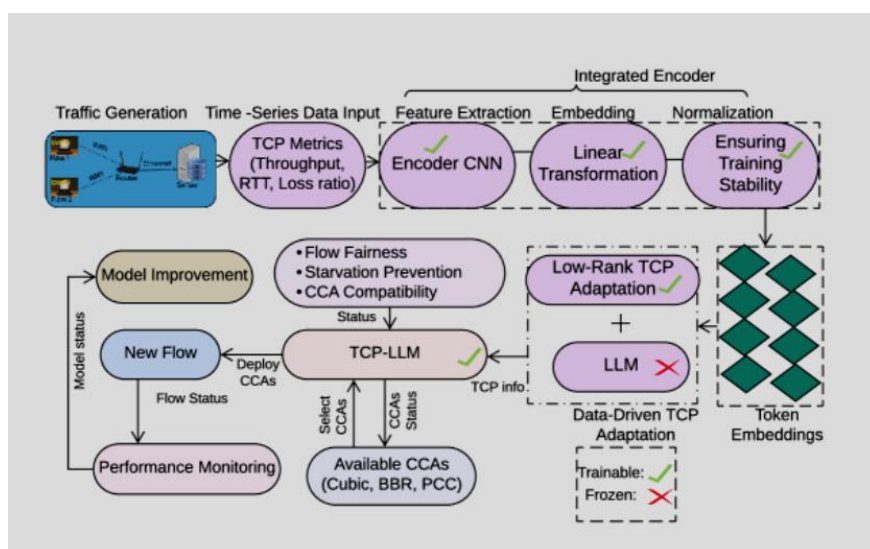 Integrated Encoder
Traffic Generation
Time -Series Data Input
Feature Extraction
Embedding
Normalization
Router
Ethernet
TCP Metrics
(Throughput,
RTT, Loss ratio)
Encoder CNN
Linear
Transformation
Ensuring
Training
Stability
Model Improvement
• Flow Fairness
• Starvation Prevention
• CCA Compatibility
Low-Rank TCP
Adaptation
+
LLM
Status
Model status
New Flow
Deploy
CCAs
TCP-LLM
TCP info
Flow Status
Select
CCAs
CCAs
Status
Data-Driven TCP
Adaptation
Token
Embeddings
Performance Monitoring
Available CCAs
(Cubic, BBR, PCC)
Trainable:
Frozen: